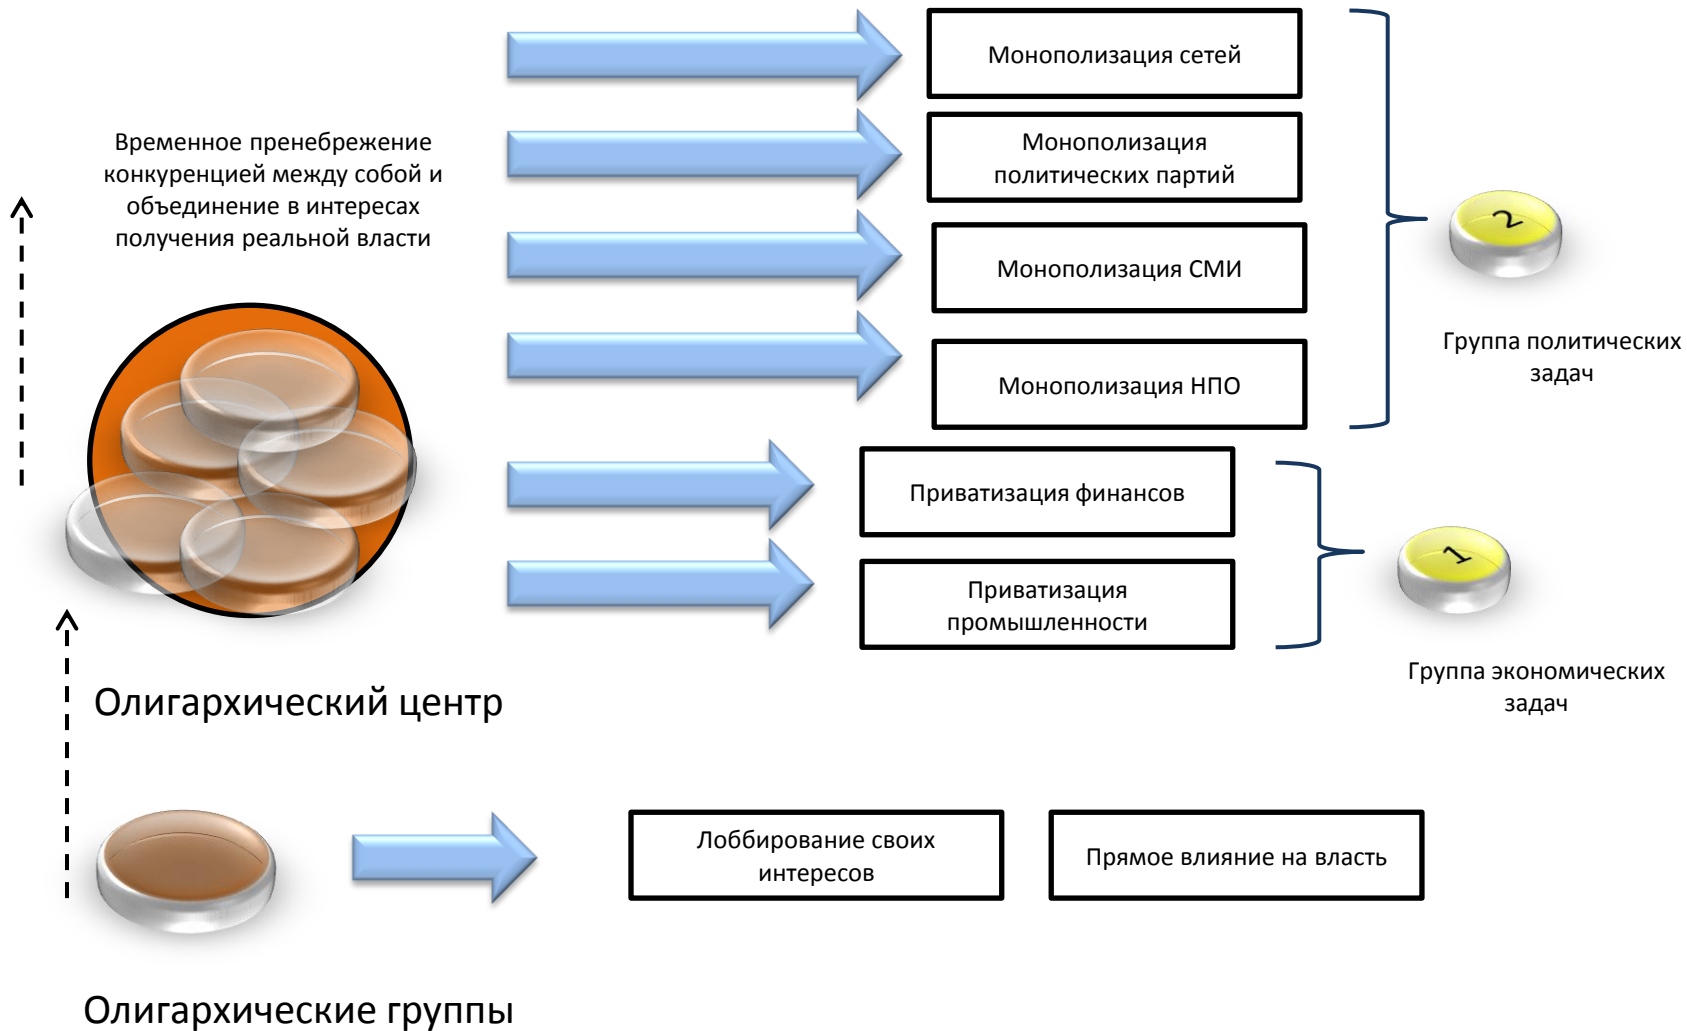 Монополизация сетей
Временное пренебрежение
конкуренцией между собой и
объединение в интересах
получения реальной власти
Монополизация
политических партий
2
Монополизация СМИ
Группа политических
задач
Монополизация НПО
Приватизация финансов
1
Приватизация
промышленности
Группа экономических
задач
Олигархический центр
Лоббирование своих
интересов
Прямое влияние на власть
Олигархические группы